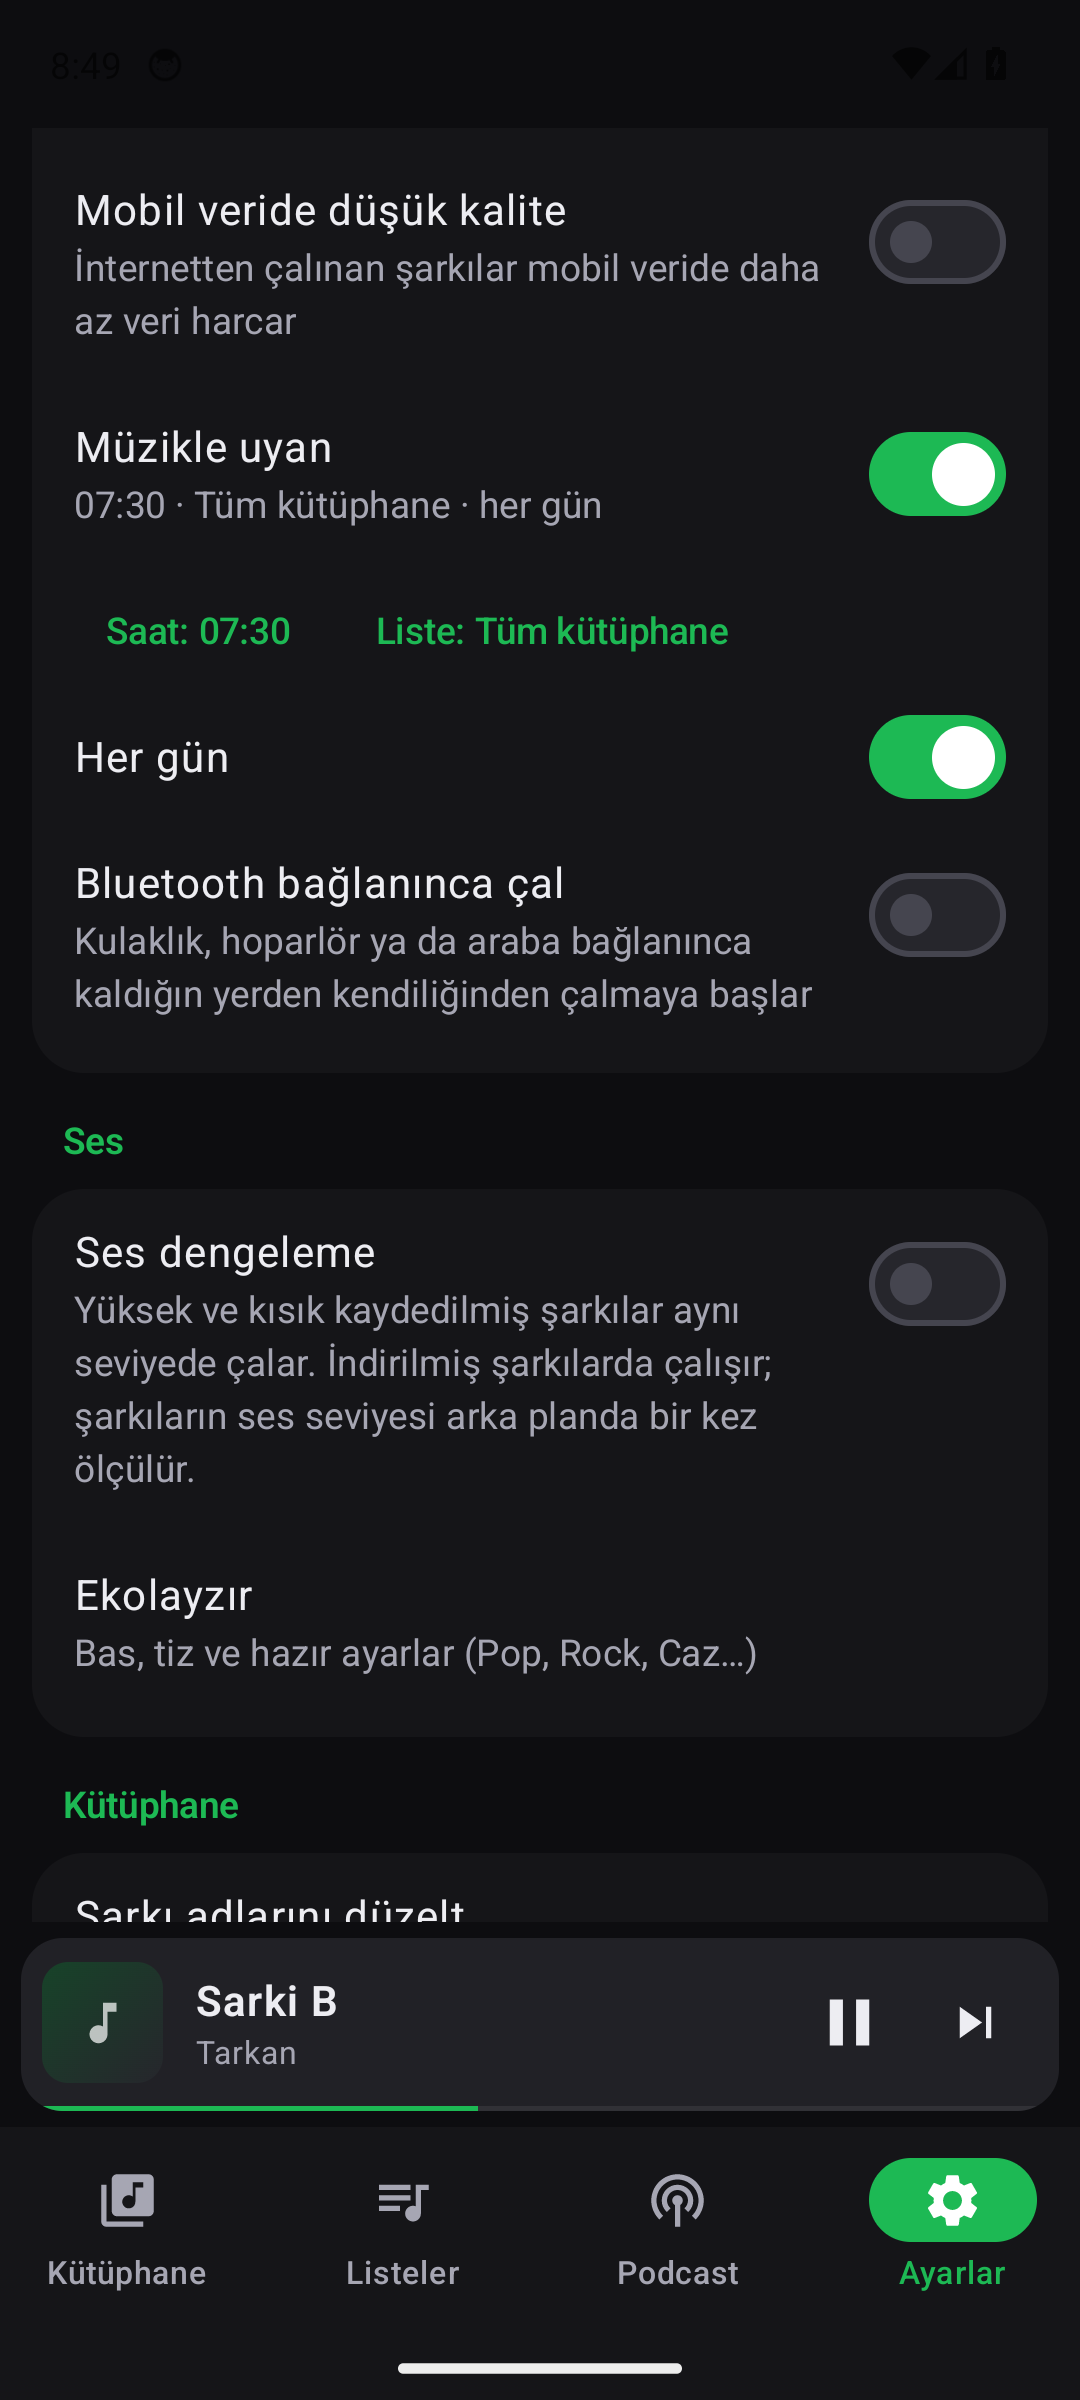 8:49
Mobil veride düşük kalite
İnternetten çalınan şarkılar mobil veride daha
az veri harcar
Müzikle uyan
07:30 · Tüm kütüphane · her gün
Saat: 07:30
Liste: Tüm kütüphane
Her gün
Bluetooth bağlanınca çal
Kulaklık, hoparlör ya da araba bağlanınca
kaldığın yerden kendiliğinden çalmaya başlar
Ses
Ses dengeleme
Yüksek ve kısık kaydedilmiş şarkılar aynı
seviyede çalar. İndirilmiş şarkılarda çalışır;
şarkıların ses seviyesi arka planda bir kez
ölçülür.
Ekolayzır
Bas, tiz ve hazır ayarlar (Pop, Rock, Caz...)
Kütüphane
Şarkı adlarını düzelt
Sarki B
Tarkan
Kütüphane
Listeler
Podcast
Ayarlar